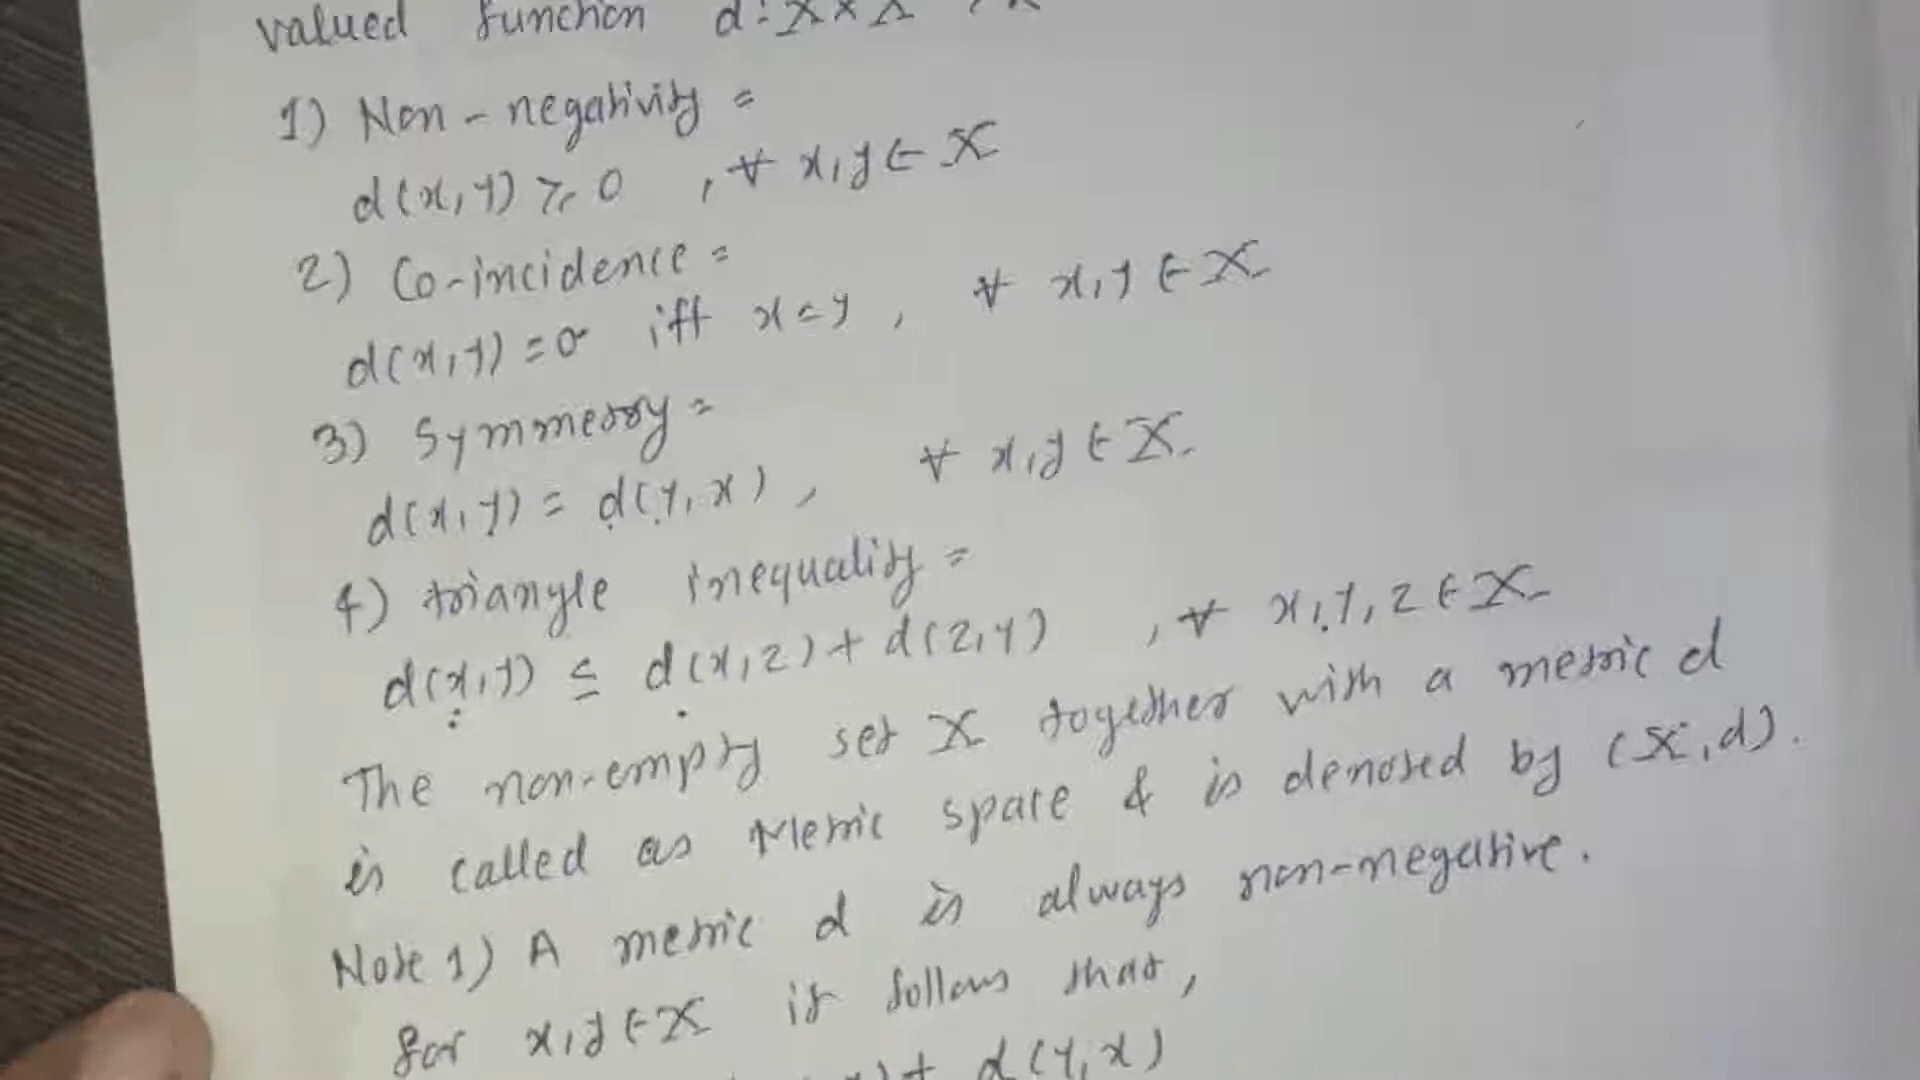 valued function d: X × X
1) Non-negativity =
d(x,y) ≥ 0 , ∀ x,y ∈ X
2) Co-incidence =
d(x,y) = 0 iff x = y , ∀ x,y ∈ X
3) Symmetry =
d(x,y) = d(y,x) , ∀ x,y ∈ X.
4) triangle inequality =
d(x,y) ≤ d(x,z) + d(z,y) , ∀ x,y,z ∈ X
The non-empty set X together with a metric d
is called as Metric space & is denoted by (X,d).
Note 1) A metric d is always non-negative.
for x,y ∈ X it follows that,
) + d(y,x)